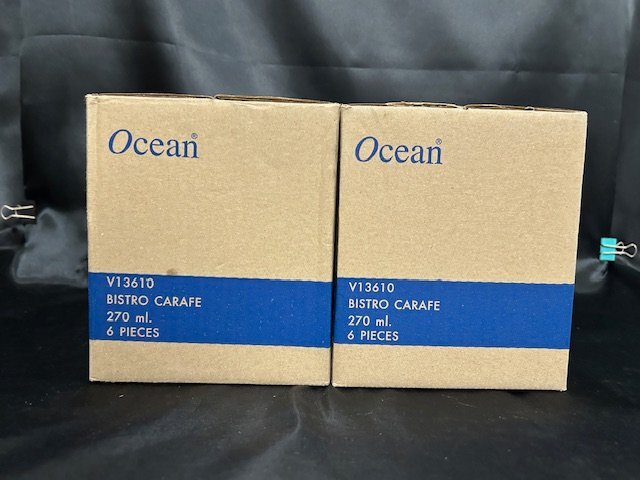 Ocean®
V13610
BISTRO CARAFE
270 ml.
6 PIECES
Ocean®
V13610
BISTRO CARAFE
270 ml.
6 PIECES